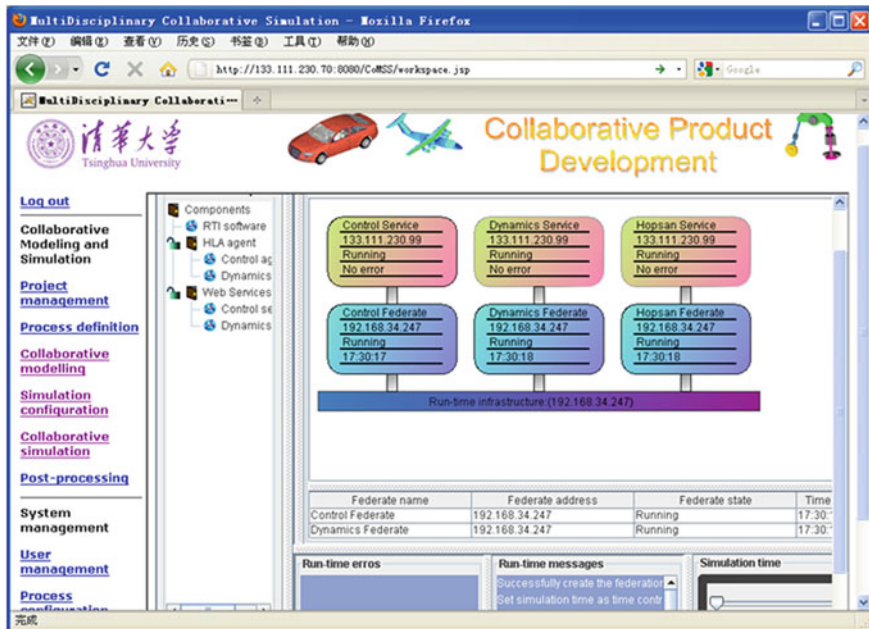 MultiDisciplinary Collaborative Simulation - Mozilla Firefox
文件(F) 编辑(E) 查看(V) 历史(S) 书签(B) 工具(T) 帮助(H)
http://133.111.230.70:8080/CoMSS/workspace.jsp
Google
MultiDisciplinary Collaborati...
清华大学
Tsinghua University
Collaborative Product
Development
Log out
Collaborative
Modeling and
Simulation
Project
management
Process definition
Collaborative
modelling
Simulation
configuration
Collaborative
simulation
Post-processing
System
management
User
management
Process
configuration
Components
RTI software
HLA agent
Control ag
Dynamics
Web Services
Control se
Dynamics
Control Service
133.111.230.99
Running
No error
Dynamics Service
133.111.230.99
Running
No error
Hopsan Service
133.111.230.99
Running
No error
Control Federate
192.168.34.247
Running
17:30:17
Dynamics Federate
192.168.34.247
Running
17:30:18
Hopsan Federate
192.168.34.247
Running
17:30:18
Run-time infrastructure:(192.168.34.247)
Federate name Federate address Federate state Time
Control Federate 192.168.34.247 Running 17:30:1
Dynamics Federate 192.168.34.247 Running 17:30:
Run-time erros
Run-time messages
Successfully create the federation
Set simulation time as time contr
Simulation time
完成